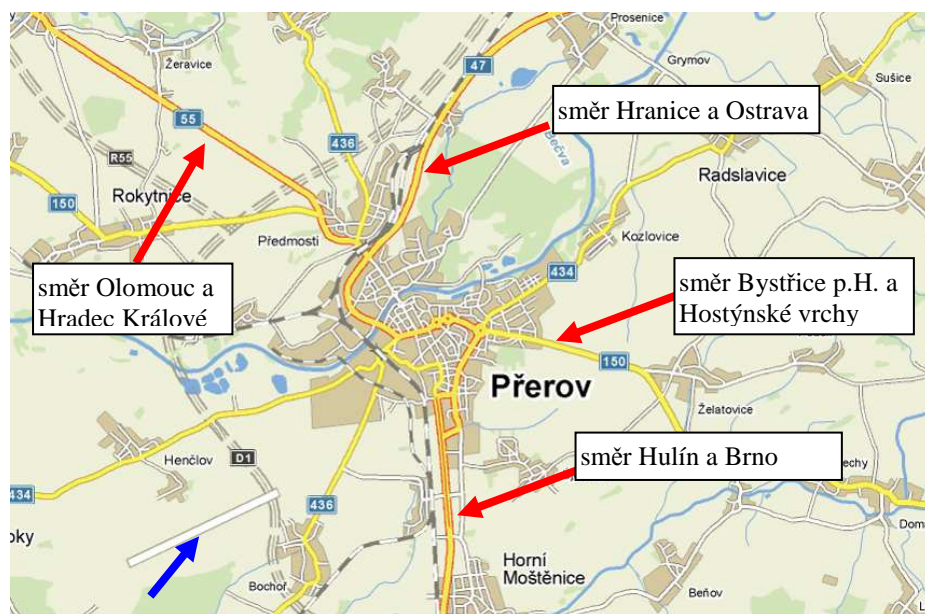 Prosenice
Žeravice
47
Grymov
Sušice
směr Hranice a Ostrava
55
436
Bečva
R55
Radslavice
Rokytnice
150
Předmostí
Kozlovice
434
směr Olomouc a
Hradec Králové
směr Bystřice p.H. a
Hostýnské vrchy
150
Přerov
Želatovice
směr Hulín a Brno
Henčlov
D1
434
436
oky
Horní
Moštěnice
Bochoř
Beňov